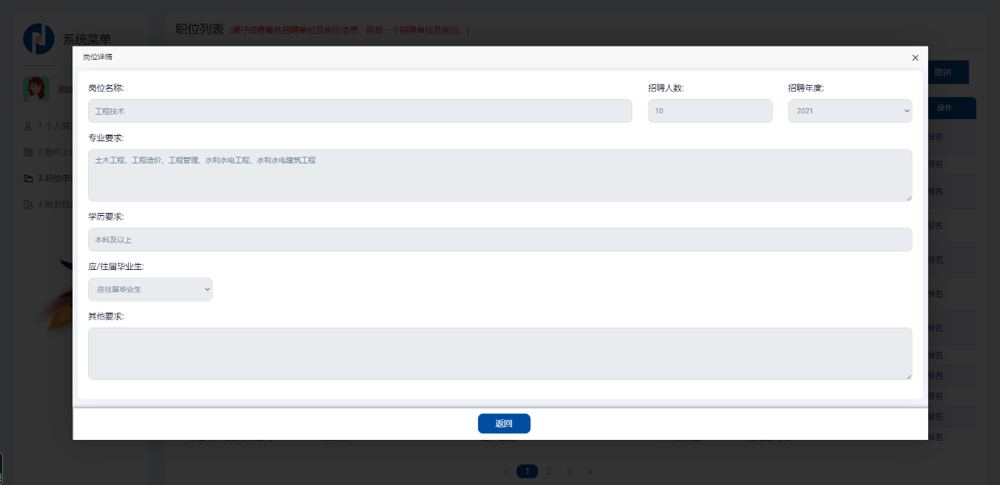 系统菜单
职位列表 (请仔细查看各招聘单位及岗位信息，限报一个招聘单位及岗位。)
岗位详情
撤销
岗位名称:
招聘人数:
招聘年度:
工程技术
10
2021
操作
测试
专业要求:
1.个人简
报名
土木工程、工程造价、工程管理、水利水电工程、水利水电建筑工程
2.附件上
报名
3.职位申
报名
4.报名信
学历要求:
报名
本科及以上
报名
应/往届毕业生:
应往届毕业生
报名
其他要求:
报名
报名
报名
报名
报名
返回
报名
« 1 2 3 »